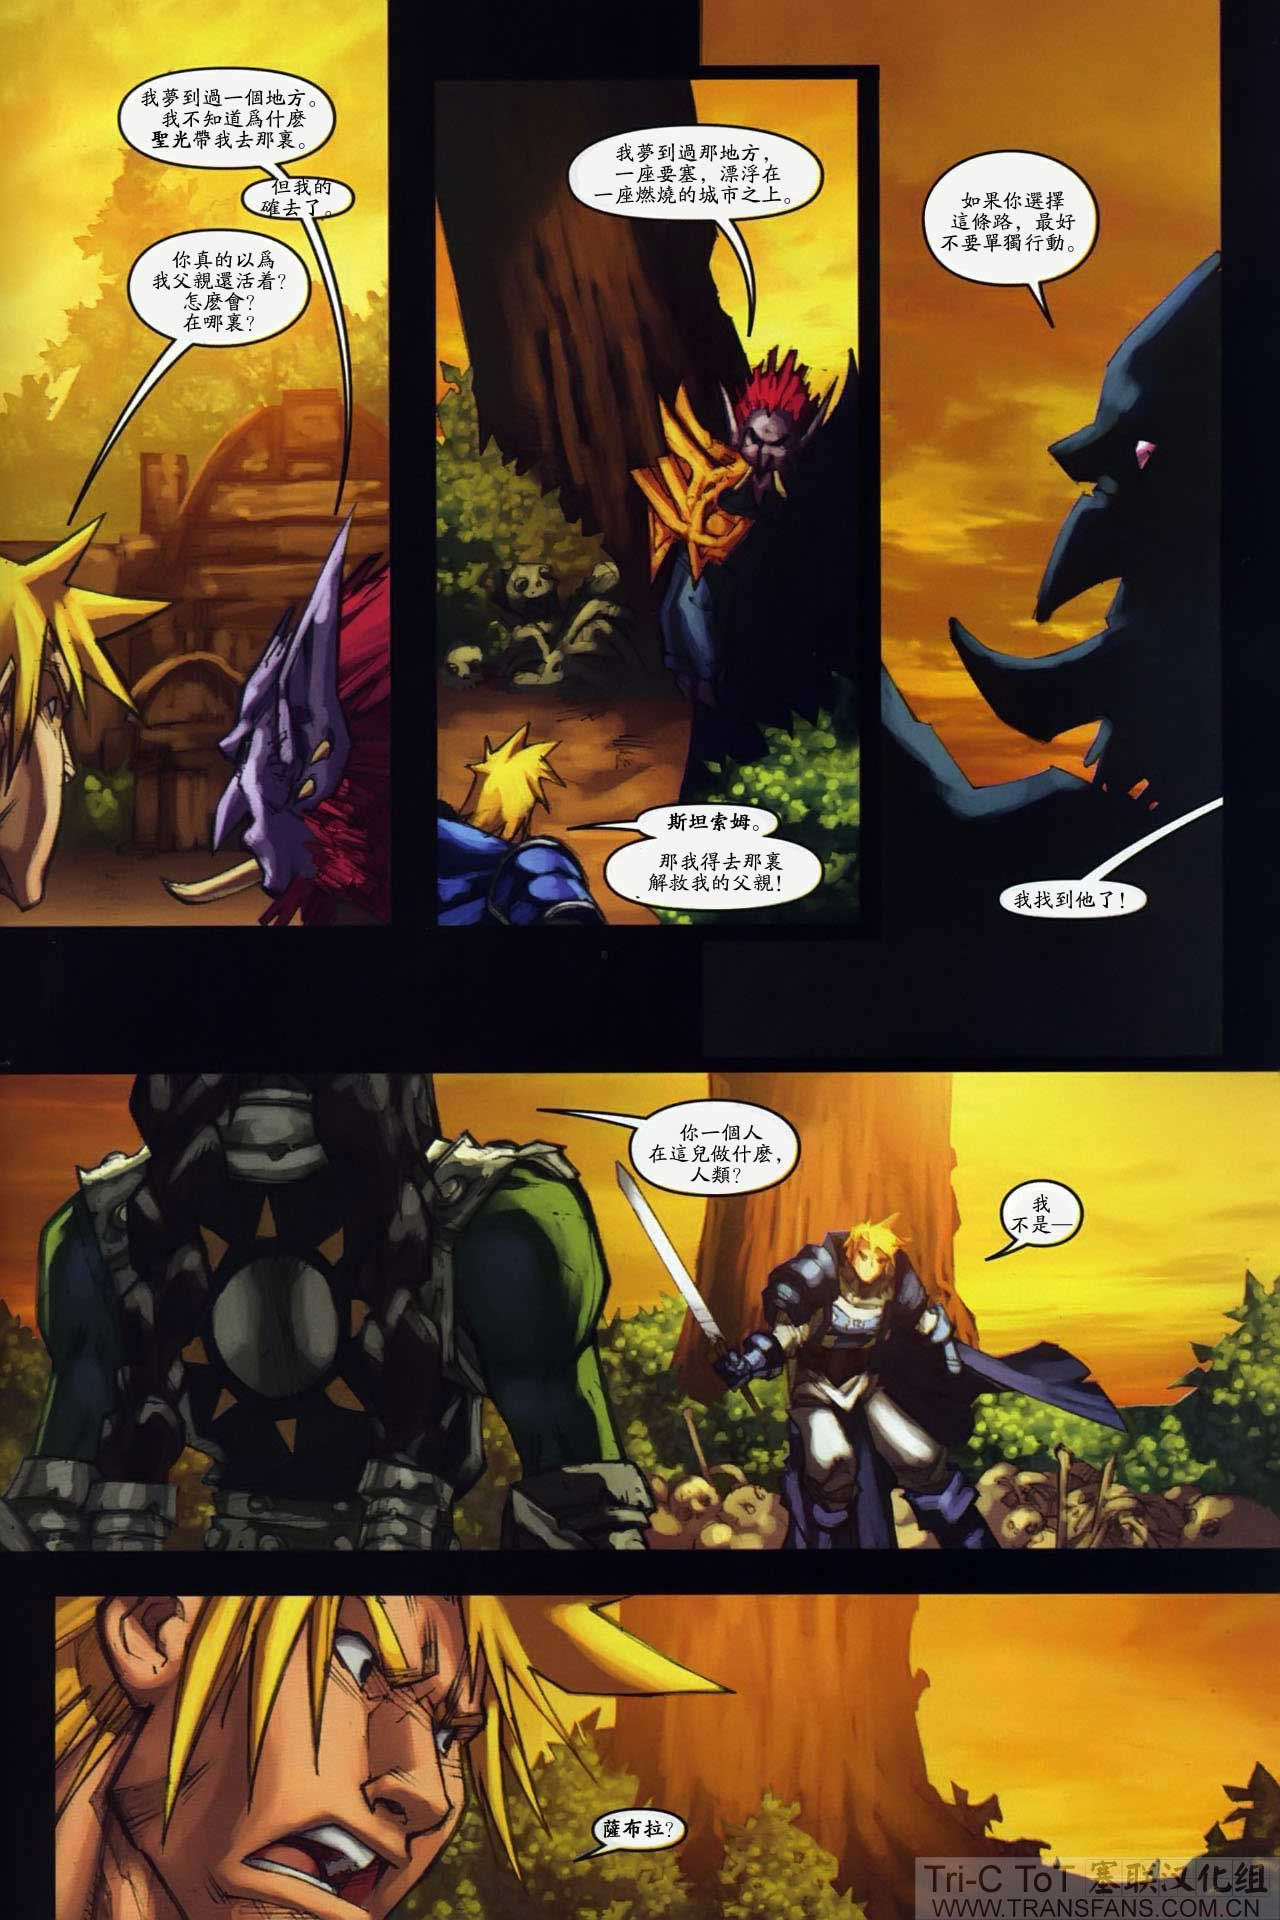 我夢到過一個地方。
我不知道爲什麽
聖光帶我去那裏。
但我的
確去了。
你真的以爲
我父親還活着?
怎麽會?
在哪裏?
我夢到過那地方，
一座要塞，漂浮在
一座燃燒的城市之上。
斯坦索姆。
那我得去那裏
解救我的父親!
如果你選擇
這條路，最好
不要單獨行動。
我找到他了!
你一個人
在這兒做什麽，
人類?
我
不是—
薩布拉?
Tri-C ToT 塞联汉化组
WWW.TRANSFANS.COM.CN